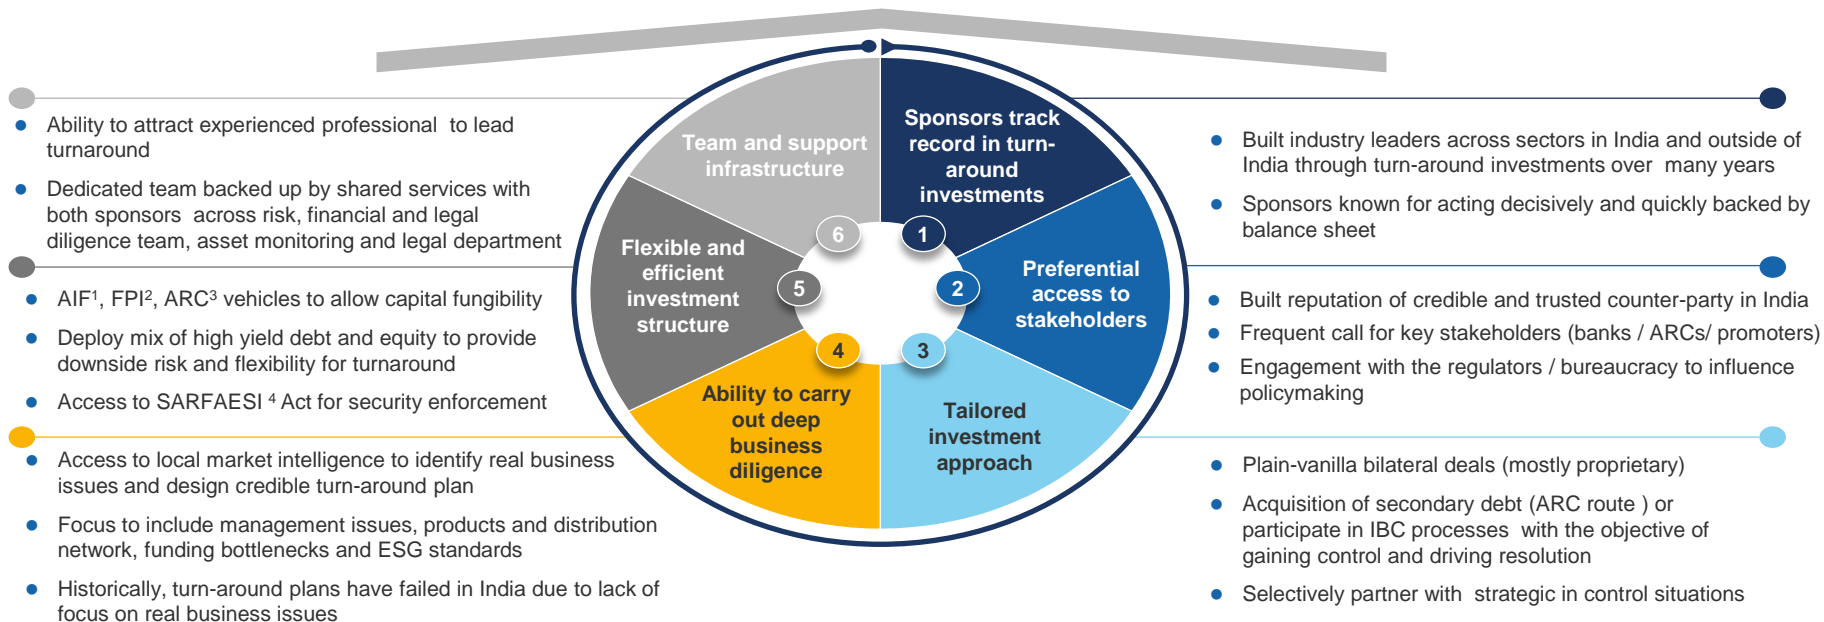 Ability to attract experienced professional to lead
turnaround
Dedicated team backed up by shared services with
both sponsors across risk, financial and legal
diligence team, asset monitoring and legal department
AIF¹, FPI², ARC³ vehicles to allow capital fungibility
Deploy mix of high yield debt and equity to provide
downside risk and flexibility for turnaround
Access to SARFAESI ⁴ Act for security enforcement
Access to local market intelligence to identify real business
issues and design credible turn-around plan
Focus to include management issues, products and distribution
network, funding bottlenecks and ESG standards
Historically, turn-around plans have failed in India due to lack of
focus on real business issues
Team and support
infrastructure
6
Flexible and
efficient
investment
structure
5
Ability to carry
out deep
business
diligence
4
Sponsors track
record in turn-
around
investments
1
Preferential
access to
stakeholders
2
Tailored
investment
approach
3
Built industry leaders across sectors in India and outside of
India through turn-around investments over many years
Sponsors known for acting decisively and quickly backed by
balance sheet
Built reputation of credible and trusted counter-party in India
Frequent call for key stakeholders (banks / ARCs/ promoters)
Engagement with the regulators / bureaucracy to influence
policymaking
Plain-vanilla bilateral deals (mostly proprietary)
Acquisition of secondary debt (ARC route ) or
participate in IBC processes with the objective of
gaining control and driving resolution
Selectively partner with strategic in control situations